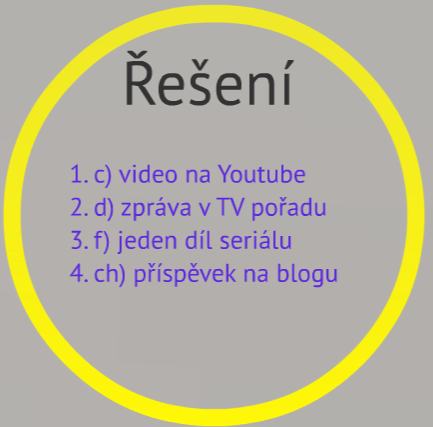 Řešení
1. c) video na Youtube
2. d) zpráva v TV pořadu
3. f) jeden díl seriálu
4. ch) příspěvek na blogu